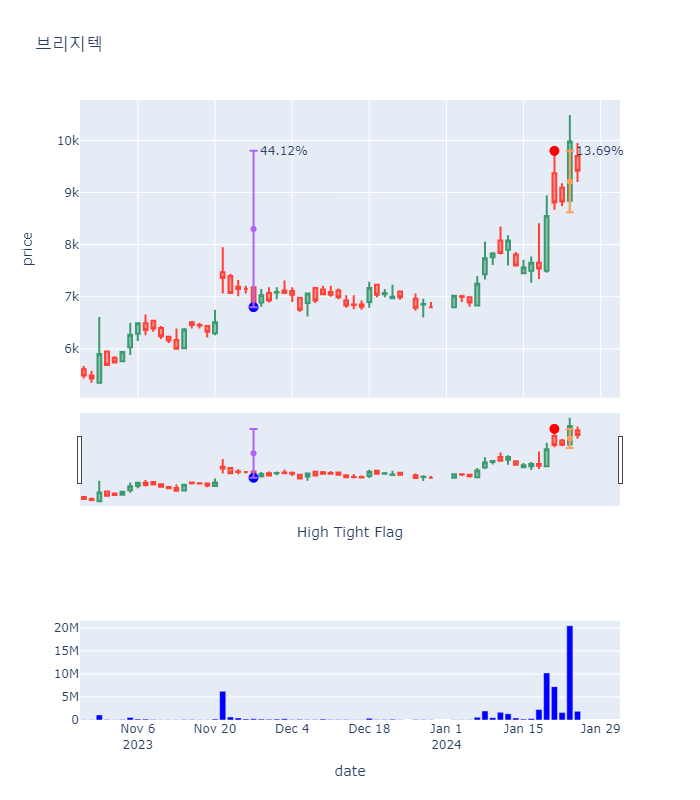 브리지텍
10k
9k
8k
7k
6k
price
44.12%
13.69%
High Tight Flag
20M
15M
10M
5M
0
Nov 6
2023
Nov 20
Dec 4
Dec 18
Jan 1
2024
Jan 15
Jan 29
date